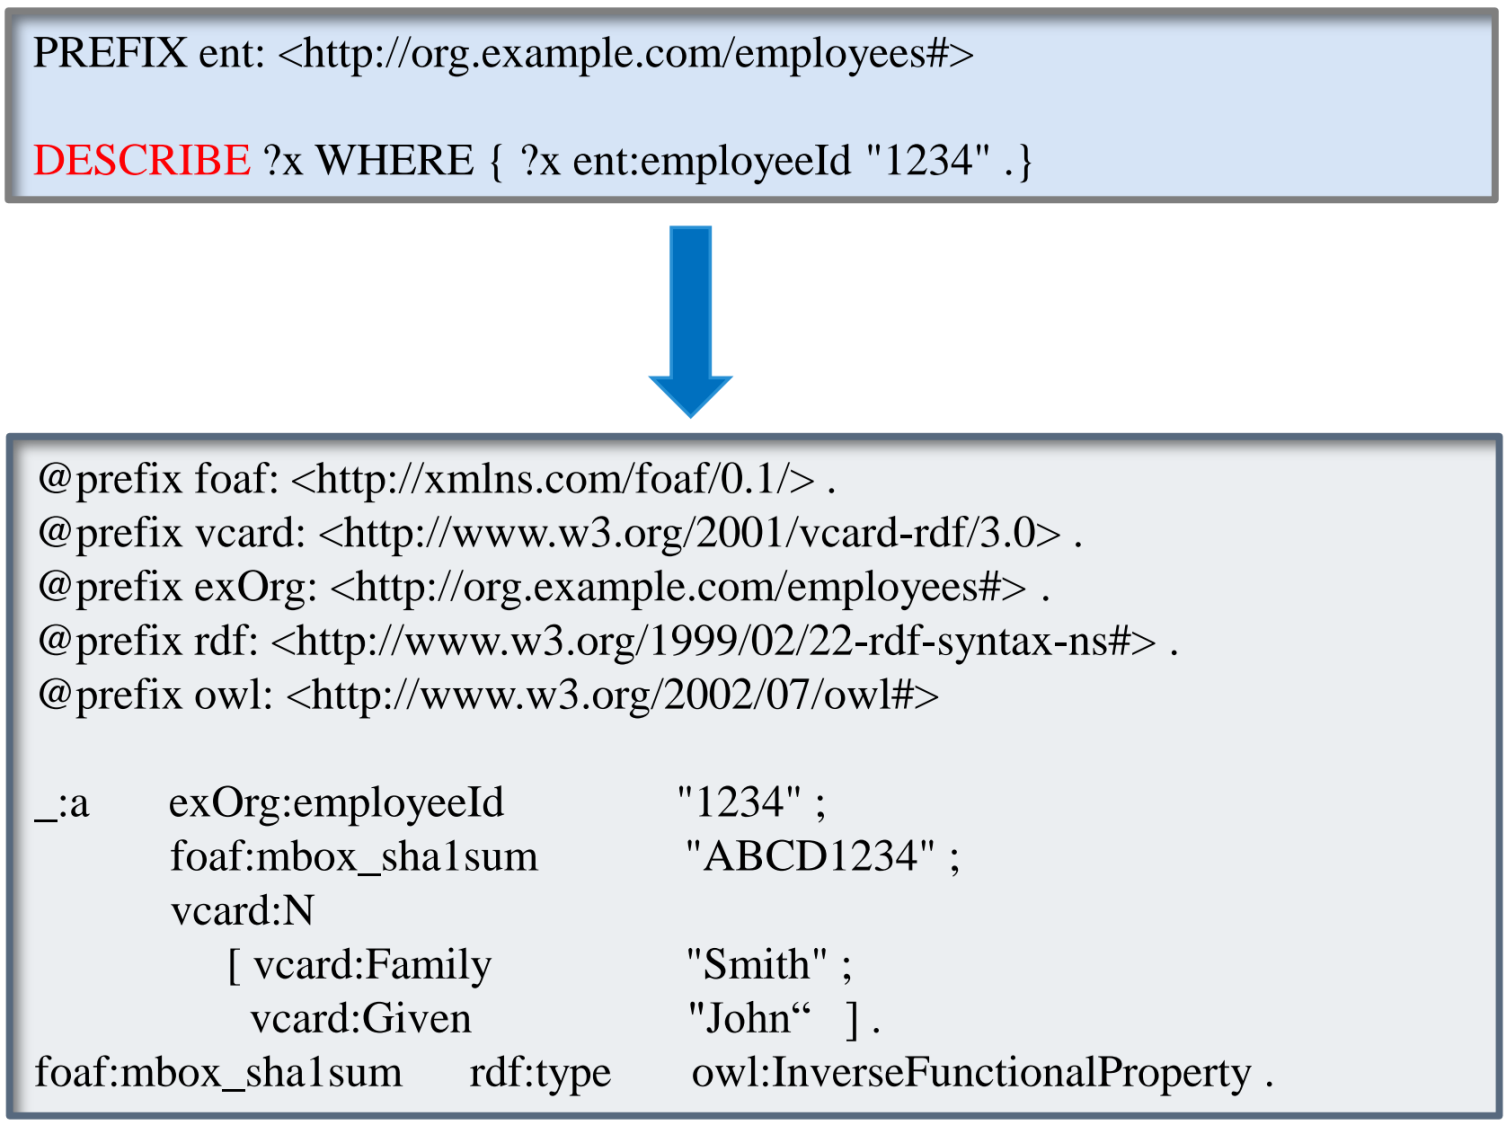 PREFIX ent: <http://org.example.com/employees#>
DESCRIBE ?x WHERE { ?x ent:employeeId "1234" .}
@prefix foaf: <http://xmlns.com/foaf/0.1/> .
@prefix vcard: <http://www.w3.org/2001/vcard-rdf/3.0> .
@prefix exOrg: <http://org.example.com/employees#> .
@prefix rdf: <http://www.w3.org/1999/02/22-rdf-syntax-ns#> .
@prefix owl: <http://www.w3.org/2002/07/owl#>
_:a exOrg:employeeId "1234" ;
foaf:mbox_sha1sum "ABCD1234" ;
vcard:N
[ vcard:Family "Smith" ;
vcard:Given "John“ ] .
foaf:mbox_sha1sum rdf:type owl:InverseFunctionalProperty .